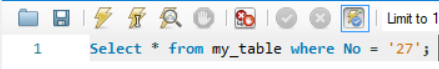 Limit to 1
1 Select * from my_table where No = '27';